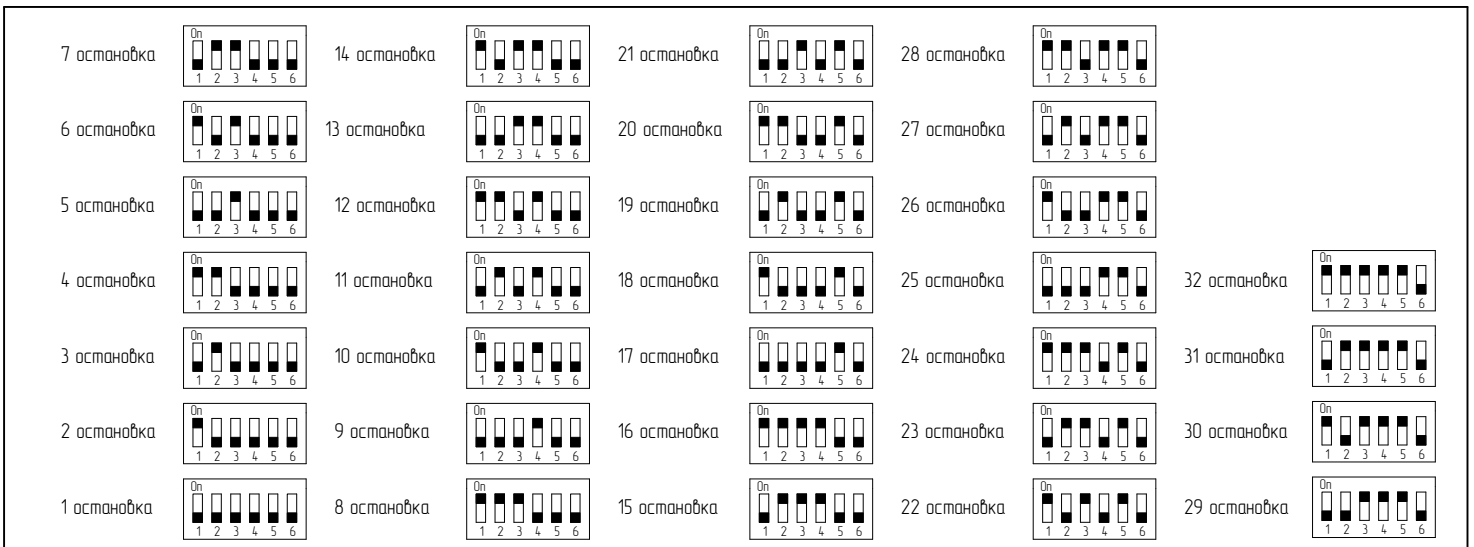 7 остановка
On
1 2 3 4 5 6
14 остановка
On
1 2 3 4 5 6
21 остановка
On
1 2 3 4 5 6
28 остановка
On
1 2 3 4 5 6
6 остановка
On
1 2 3 4 5 6
13 остановка
On
1 2 3 4 5 6
20 остановка
On
1 2 3 4 5 6
27 остановка
On
1 2 3 4 5 6
5 остановка
On
1 2 3 4 5 6
12 остановка
On
1 2 3 4 5 6
19 остановка
On
1 2 3 4 5 6
26 остановка
On
1 2 3 4 5 6
4 остановка
On
1 2 3 4 5 6
11 остановка
On
1 2 3 4 5 6
18 остановка
On
1 2 3 4 5 6
25 остановка
On
1 2 3 4 5 6
32 остановка
On
1 2 3 4 5 6
3 остановка
On
1 2 3 4 5 6
10 остановка
On
1 2 3 4 5 6
17 остановка
On
1 2 3 4 5 6
24 остановка
On
1 2 3 4 5 6
31 остановка
On
1 2 3 4 5 6
2 остановка
On
1 2 3 4 5 6
9 остановка
On
1 2 3 4 5 6
16 остановка
On
1 2 3 4 5 6
23 остановка
On
1 2 3 4 5 6
30 остановка
On
1 2 3 4 5 6
1 остановка
On
1 2 3 4 5 6
8 остановка
On
1 2 3 4 5 6
15 остановка
On
1 2 3 4 5 6
22 остановка
On
1 2 3 4 5 6
29 остановка
On
1 2 3 4 5 6